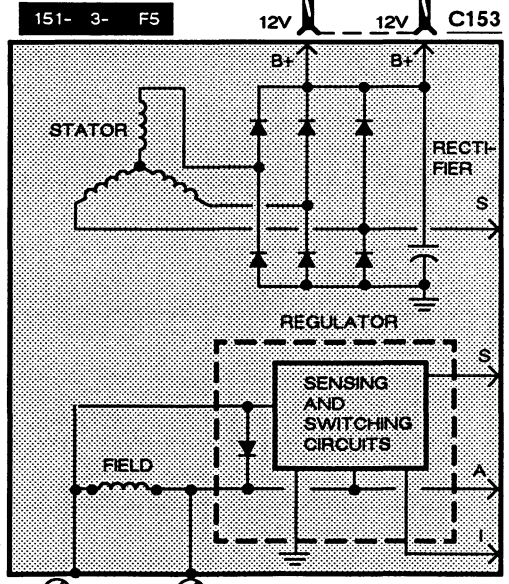 151- 3- F5
12V 12V C153
B+ B+
STATOR
RECTI-
FIER
S
REGULATOR
S
SENSING
AND
SWITCHING
CIRCUITS
FIELD
A
I